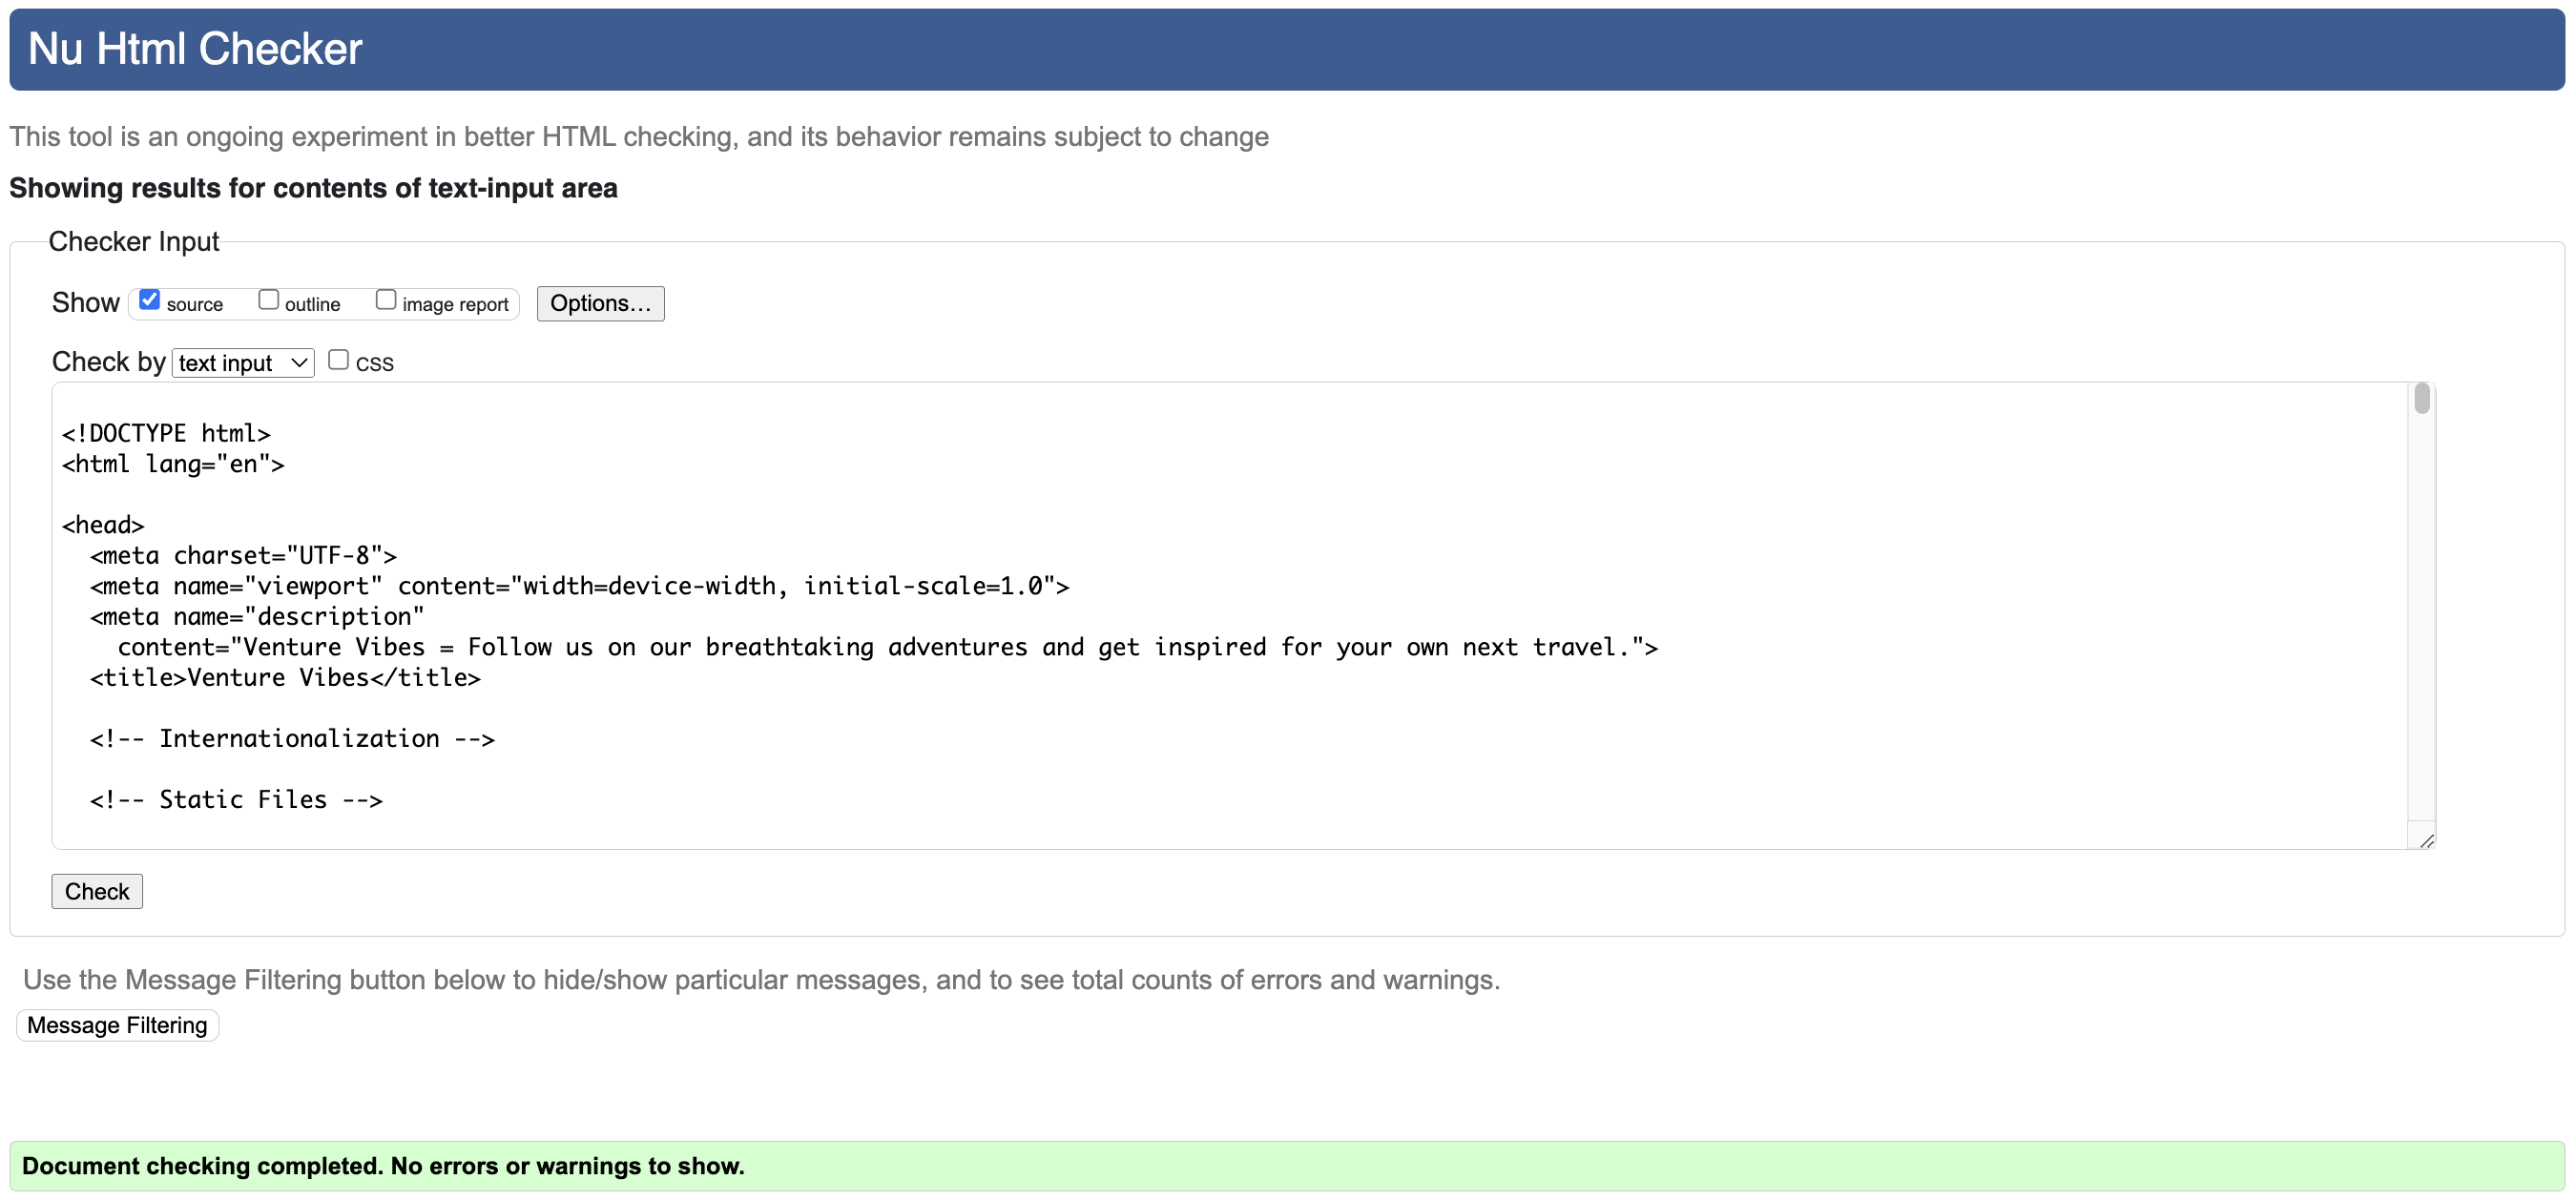 Nu Html Checker
This tool is an ongoing experiment in better HTML checking, and its behavior remains subject to change
Showing results for contents of text-input area
Checker Input
Show source outline image report Options…
Check by text input CSS
<!DOCTYPE html>
<html lang="en">
<head>
<meta charset="UTF-8">
<meta name="viewport" content="width=device-width, initial-scale=1.0">
<meta name="description"
content="Venture Vibes = Follow us on our breathtaking adventures and get inspired for your own next travel.">
<title>Venture Vibes</title>
<!-- Internationalization -->
<!-- Static Files -->
Check
Use the Message Filtering button below to hide/show particular messages, and to see total counts of errors and warnings.
Message Filtering
Document checking completed. No errors or warnings to show.